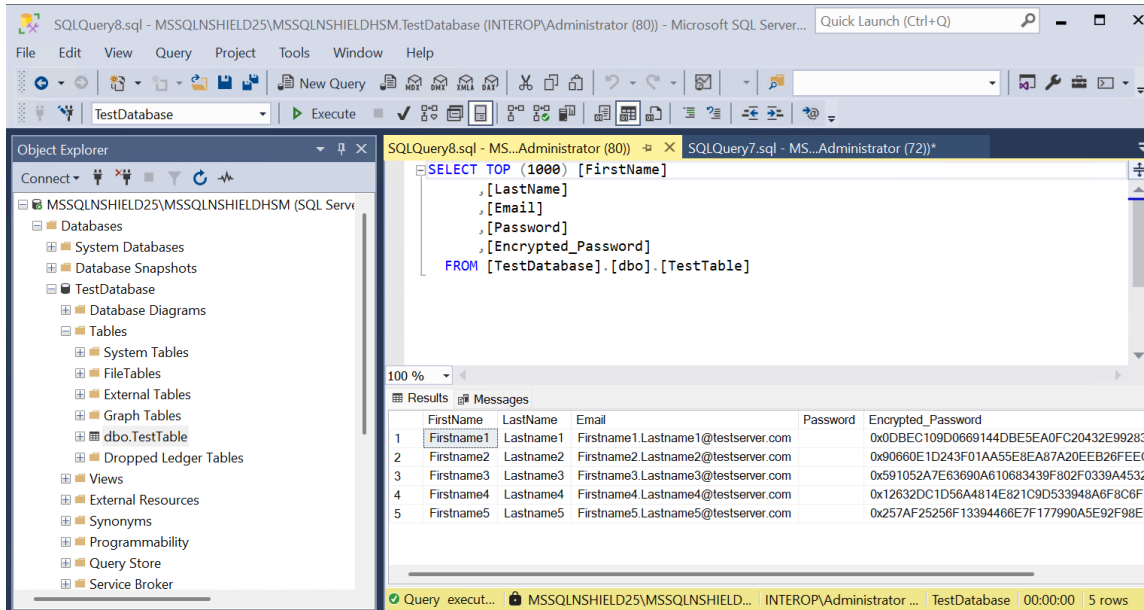 SQLQuery8.sql - MSSQLNSHIELD25\MSSQLNSHIELDHSM.TestDatabase (INTEROP\Administrator (80)) - Microsoft SQL Server... Quick Launch (Ctrl+Q)
File Edit View Query Project Tools Window Help
New Query MDX DMX XMLA DAX
TestDatabase Execute
Object Explorer
SQLQuery8.sql - MS...Administrator (80)) SQLQuery7.sql - MS...Administrator (72))*
Connect
MSSQLNSHIELD25\MSSQLNSHIELDHSM (SQL Serve
Databases
System Databases
Database Snapshots
TestDatabase
Database Diagrams
Tables
System Tables
FileTables
External Tables
Graph Tables
dbo.TestTable
Dropped Ledger Tables
Views
External Resources
Synonyms
Programmability
Query Store
Service Broker
SELECT TOP (1000) [FirstName]
,[LastName]
,[Email]
,[Password]
,[Encrypted_Password]
FROM [TestDatabase].[dbo].[TestTable]
100 %
Results Messages
FirstName LastName Email Password Encrypted_Password
1 Firstname1 Lastname1 Firstname1.Lastname1@testserver.com 0x0DBEC109D0669144DBE5EA0FC20432E99283
2 Firstname2 Lastname2 Firstname2.Lastname2@testserver.com 0x90660E1D243F01AA55E8EA87A20EEB26FEE
3 Firstname3 Lastname3 Firstname3.Lastname3@testserver.com 0x591052A7E63690A610683439F802F0339A4532
4 Firstname4 Lastname4 Firstname4.Lastname4@testserver.com 0x12632DC1D56A4814E821C9D533948A6F8C6F
5 Firstname5 Lastname5 Firstname5.Lastname5@testserver.com 0x257AF25256F13394466E7F177990A5E92F98E
Query execut... MSSQLNSHIELD25\MSSQLNSHIELD... INTEROP\Administrator ... TestDatabase 00:00:00 5 rows